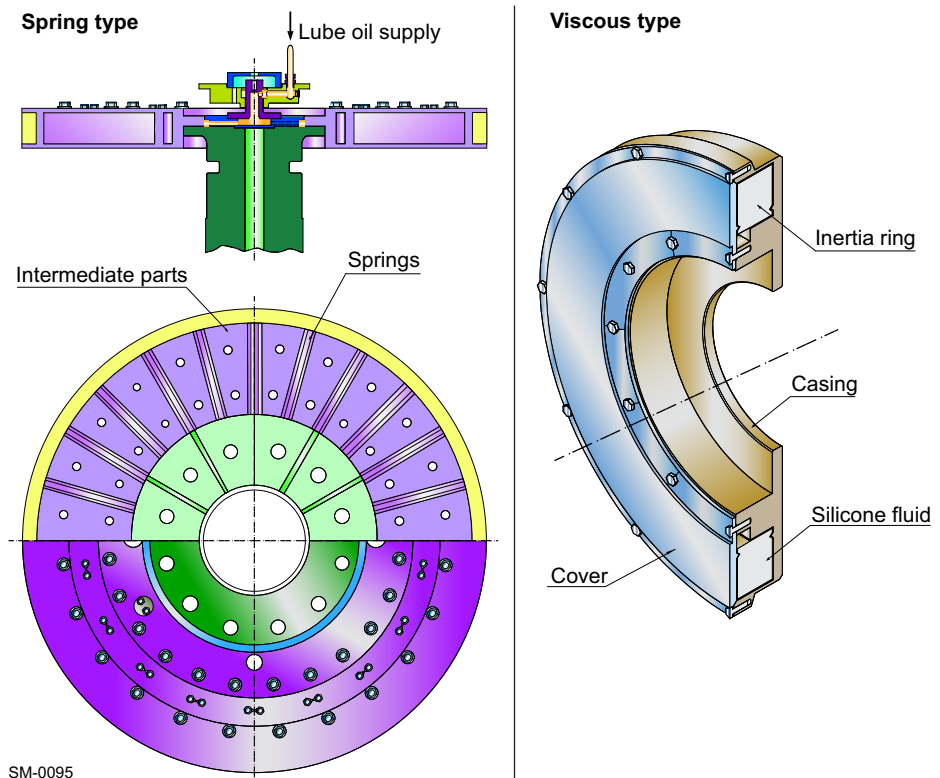 Spring type
Lube oil supply
Intermediate parts
Springs
SM-0095
Viscous type
Inertia ring
Casing
Silicone fluid
Cover